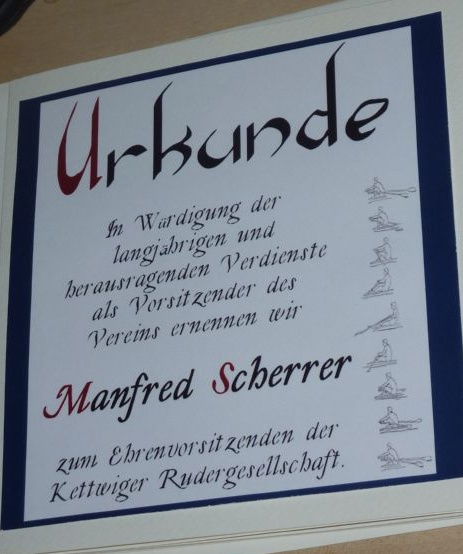 Urkunde
In Würdigung der
langjährigen und
herausragenden Verdienste
als Vorsitzender des
Vereins ernennen wir
Manfred Scherrer
zum Ehrenvorsitzenden der
Kettwiger Rudergesellschaft.